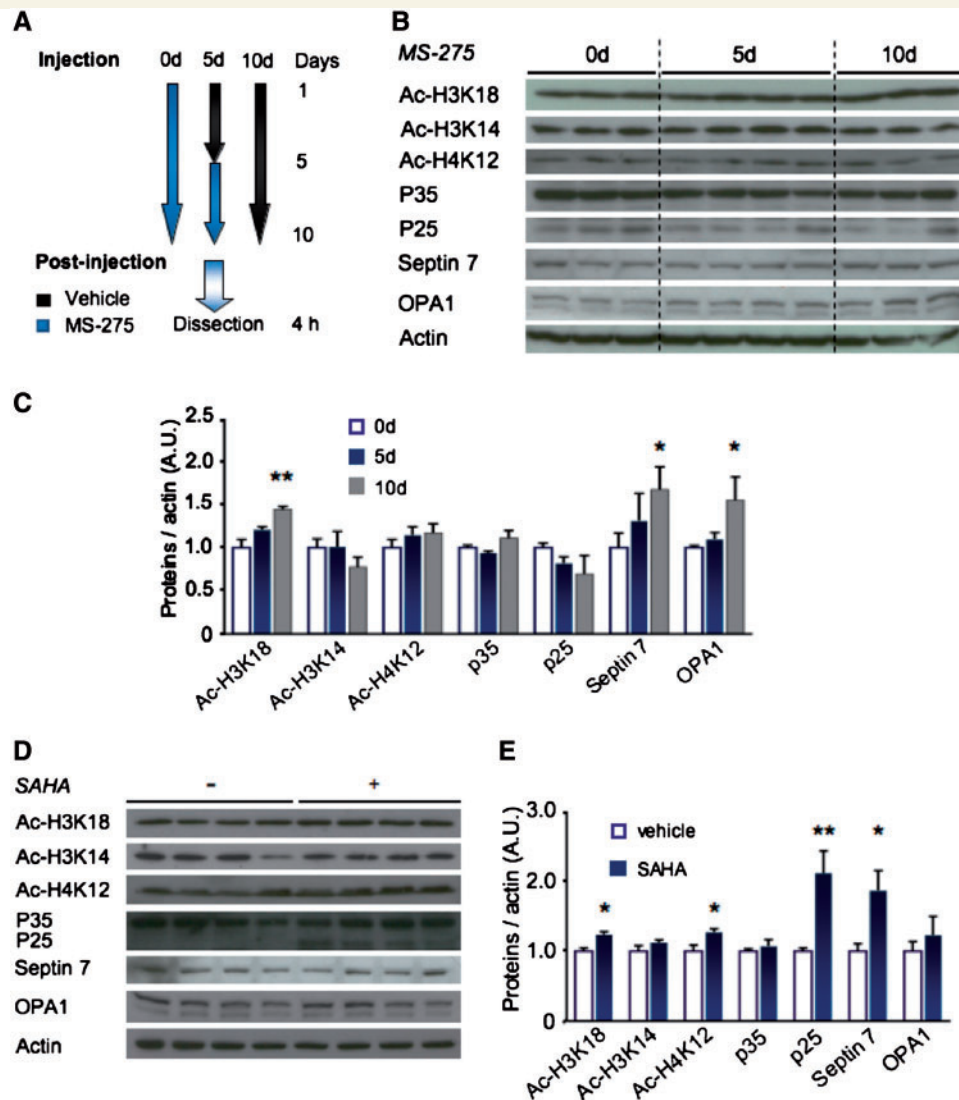 A
Injection 0d 5d 10d Days
1
5
10
Post-injection
Vehicle
MS-275
Dissection 4 h
B
MS-275 0d 5d 10d
Ac-H3K18
Ac-H3K14
Ac-H4K12
P35
P25
Septin 7
OPA1
Actin
C
Proteins / actin (A.U.)
2.5
2.0
1.5
1.0
0.5
0
0d
5d
10d
** * *
Ac-H3K18 Ac-H3K14 Ac-H4K12 p35 p25 Septin 7 OPA1
D
SAHA - +
Ac-H3K18
Ac-H3K14
Ac-H4K12
P35
P25
Septin 7
OPA1
Actin
E
Proteins / actin (A.U.)
3.0
2.0
1.0
0
vehicle
SAHA
* * ** *
Ac-H3K18 Ac-H3K14 Ac-H4K12 p35 p25 Septin 7 OPA1